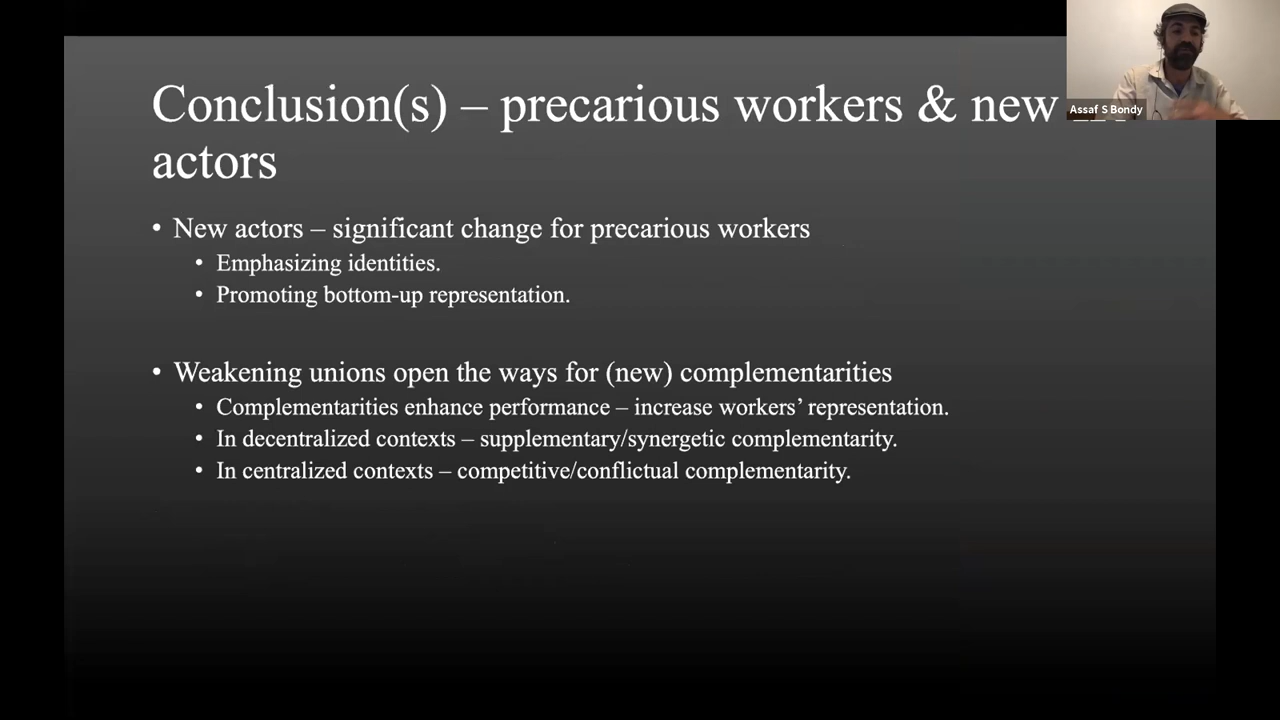 Conclusion(s) – precarious workers & new
actors
• New actors – significant change for precarious workers
• Emphasizing identities.
• Promoting bottom-up representation.
• Weakening unions open the ways for (new) complementarities
• Complementarities enhance performance – increase workers’ representation.
• In decentralized contexts – supplementary/synergetic complementarity.
• In centralized contexts – competitive/conflictual complementarity.
Assaf S Bondy